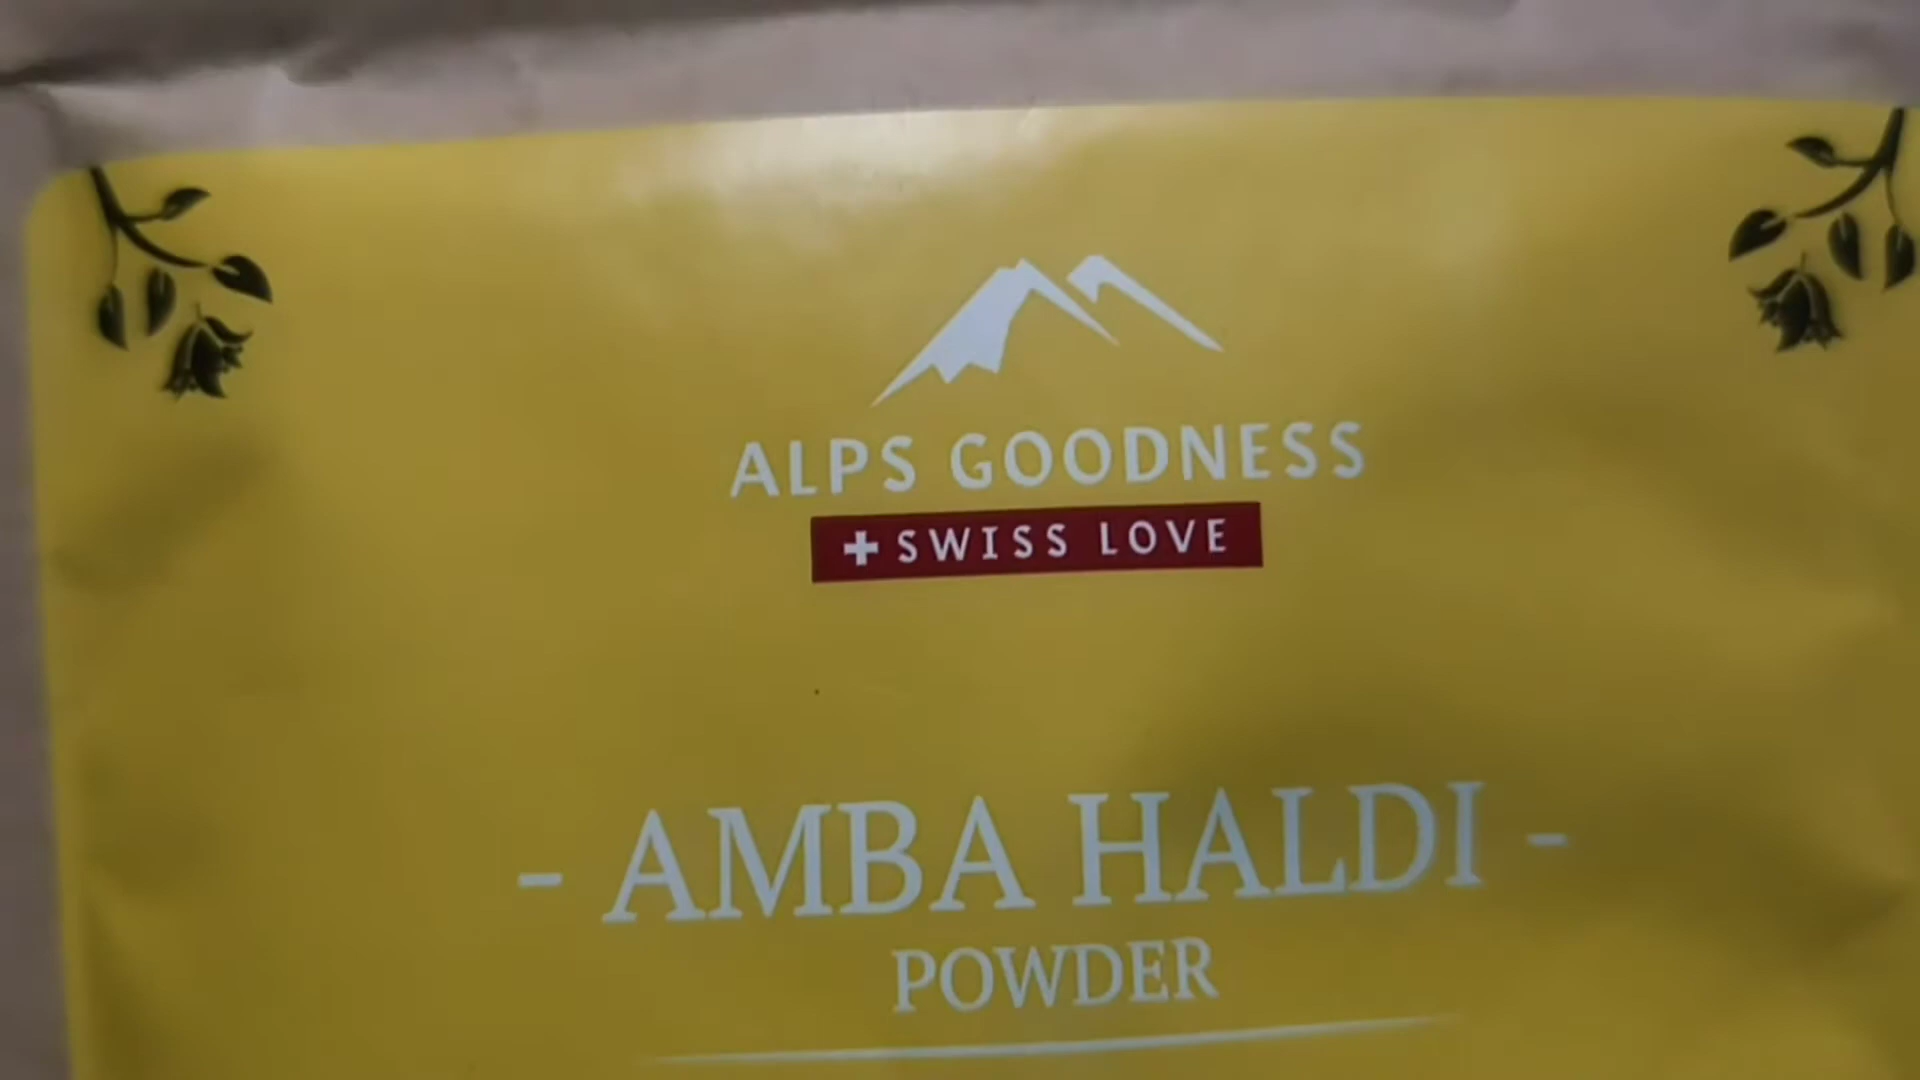 ALPS GOODNESS
+ SWISS LOVE
- AMBA HALDI -
POWDER